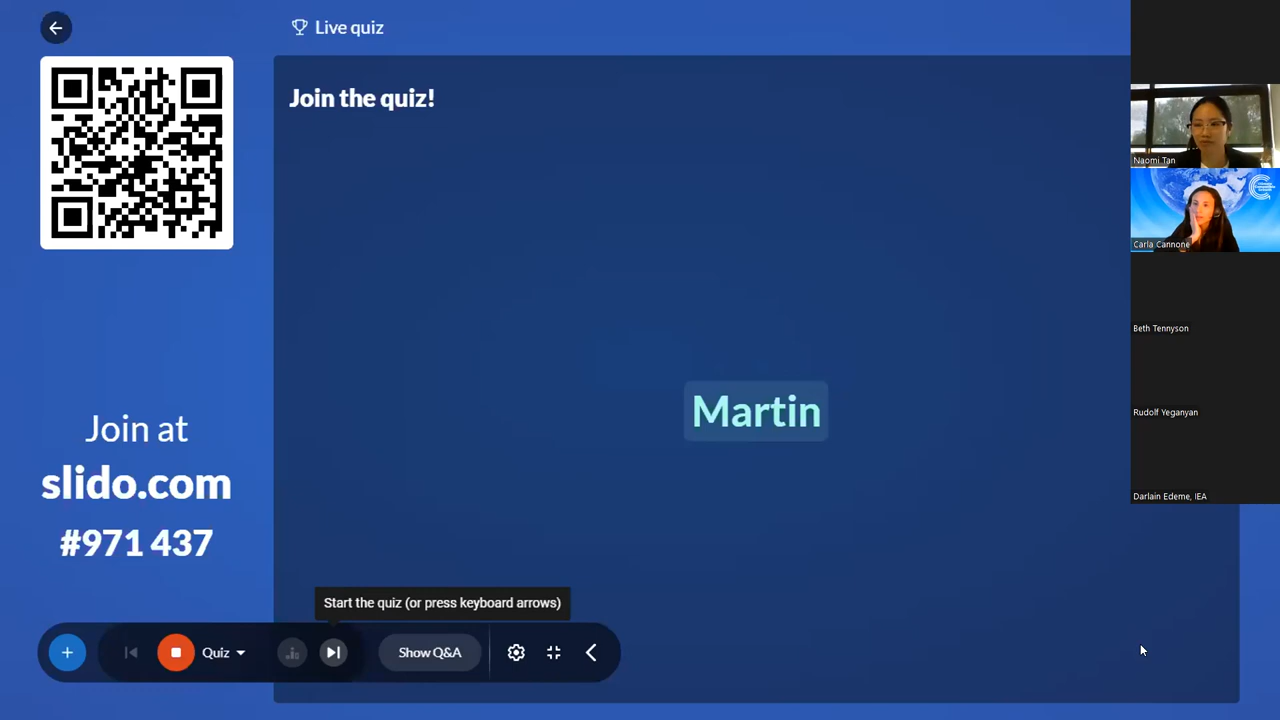 Live quiz
Join the quiz!
Martin
Join at
slido.com
#971 437
Start the quiz (or press keyboard arrows)
Quiz
Show Q&A
Naomi Tan
Carla Cannone
Beth Tennyson
Rudolf Yeganyan
Darlain Edeme, IEA